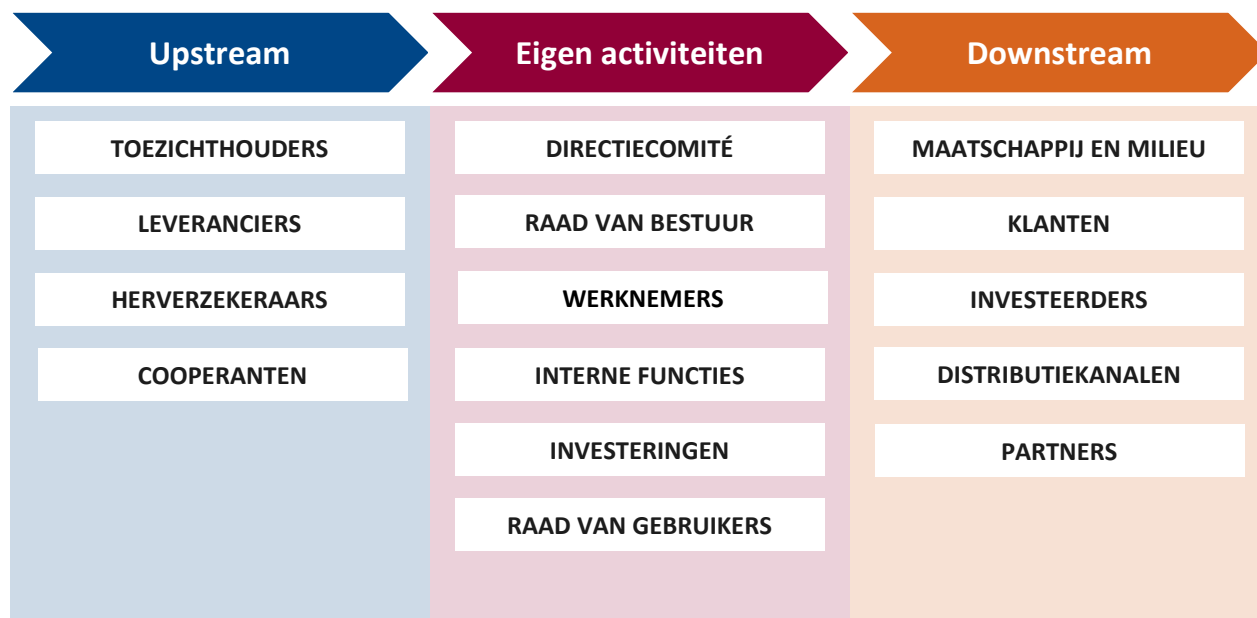 Upstream
Eigen activiteiten
Downstream
TOEZICHTHOUDERS
LEVERANCIERS
HERVERZEKERAARS
COOPERANTEN
DIRECTIECOMITÉ
RAAD VAN BESTUUR
WERKNEMERS
INTERNE FUNCTIES
INVESTERINGEN
RAAD VAN GEBRUIKERS
MAATSCHAPPIJ EN MILIEU
KLANTEN
INVESTEERDERS
DISTRIBUTIEKANALEN
PARTNERS